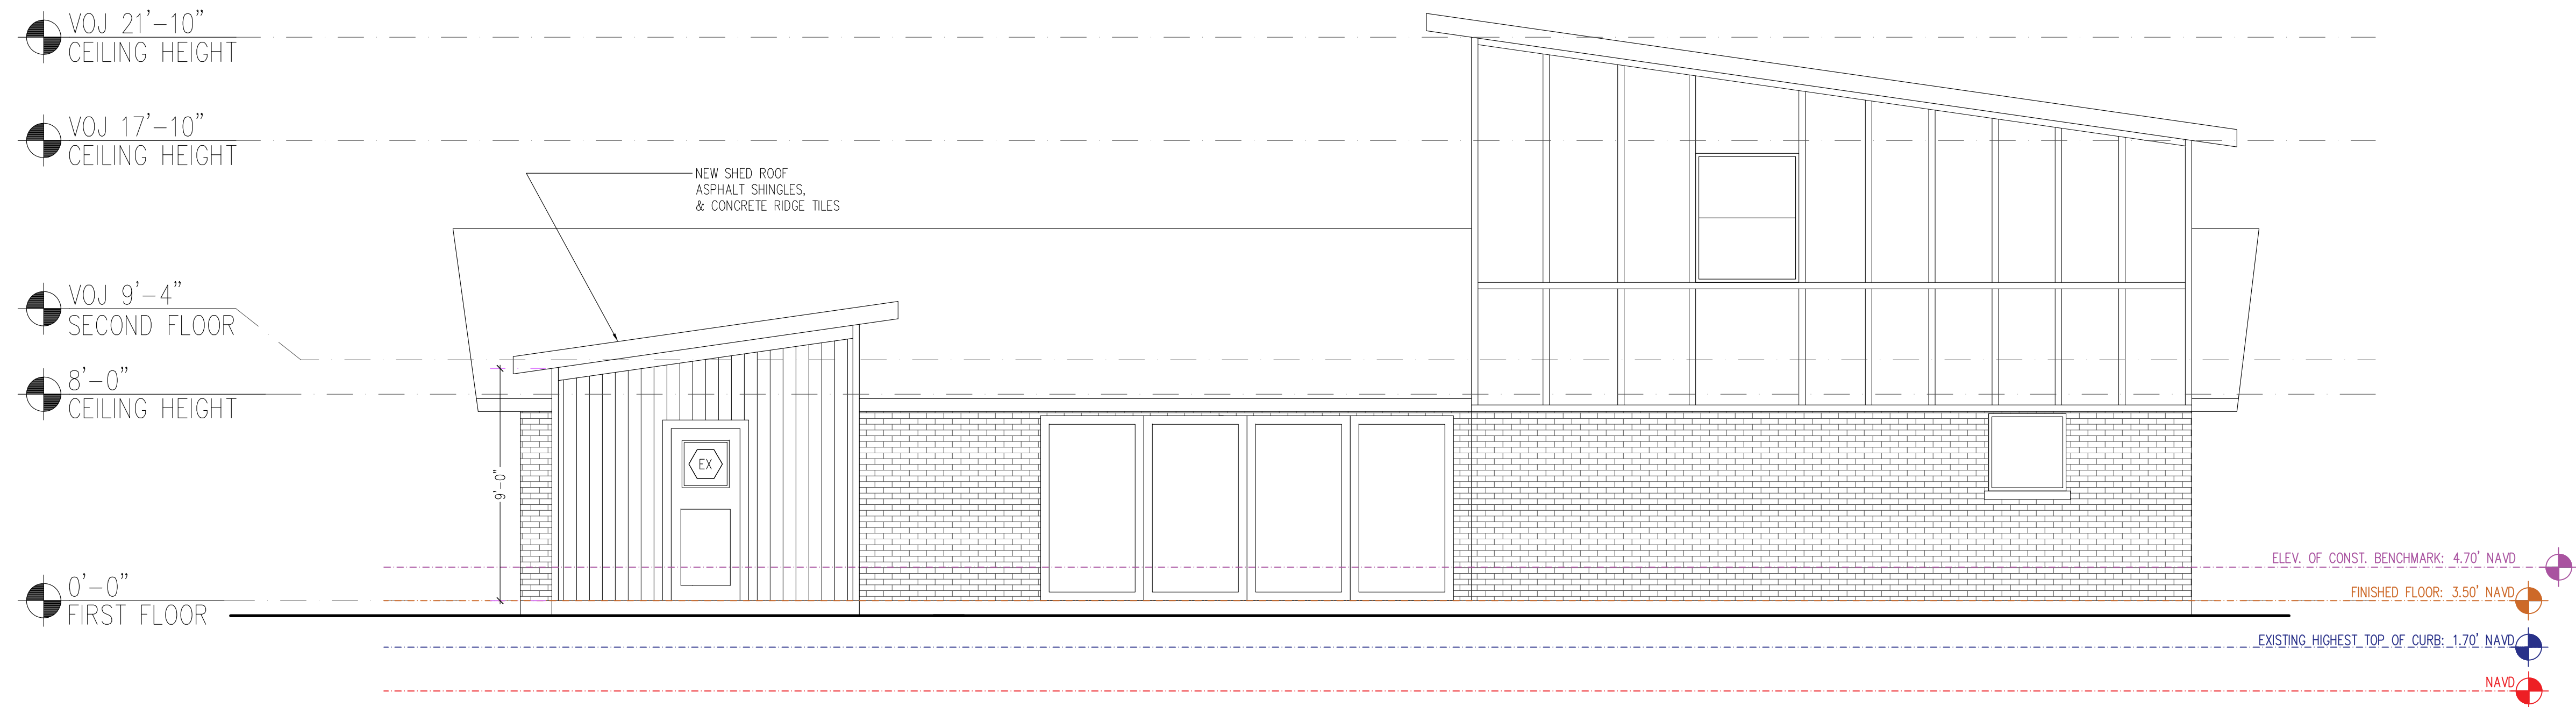 VOJ 21'-10"
CEILING HEIGHT
VOJ 17'-10"
CEILING HEIGHT
NEW SHED ROOF
ASPHALT SHINGLES,
& CONCRETE RIDGE TILES
VOJ 9'-4"
SECOND FLOOR
8'-0"
CEILING HEIGHT
EX
9'-0"
ELEV. OF CONST. BENCHMARK: 4.70' NAVD
0'-0"
FIRST FLOOR
FINISHED FLOOR: 3.50' NAVD
EXISTING HIGHEST TOP OF CURB: 1.70' NAVD
NAVD